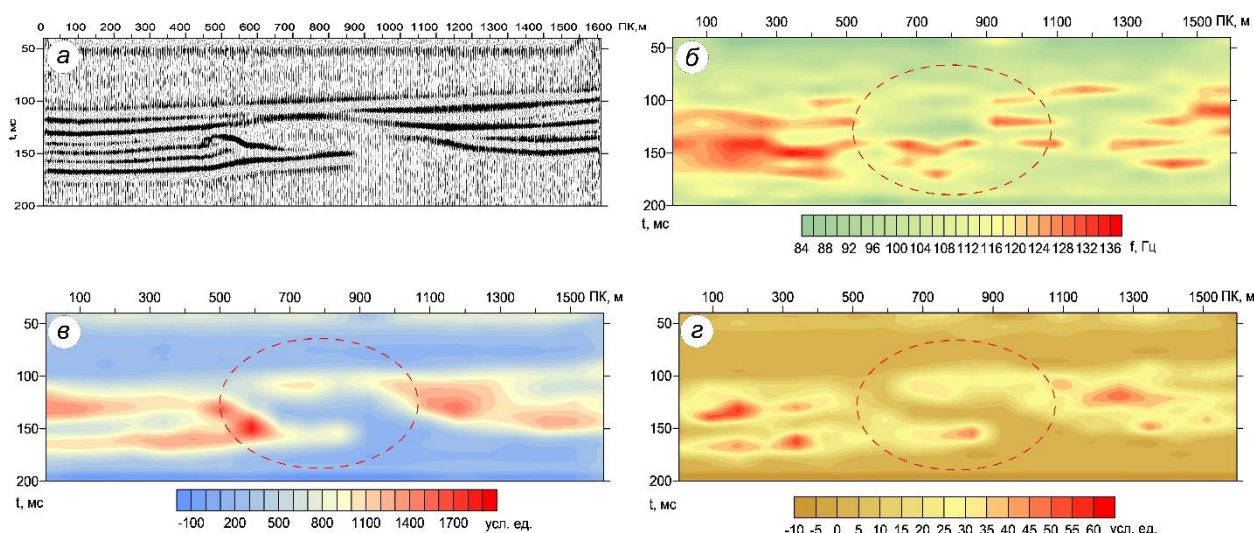 0 100 200 300 400 500 600 700 800 900 1000 1100 1200 1300 1400 1500 ПК, м 1600
а
t, мс
100
150
200
100 300 500 700 900 1100 1300 1500 ПК, м
б
50
100
150
200
t, мс
84 88 92 96 100 104 108 112 116 120 124 128 132 136 f, Гц
100 300 500 700 900 1100 1300 1500 ПК, м
в
50
100
150
200
t, мс
-100 200 500 800 1100 1400 1700 усл. ед.
100 300 500 700 900 1100 1300 1500 ПК, м
г
50
100
150
200
t, мс
-10 -5 0 5 10 15 20 25 30 35 40 45 50 55 60 усл. ед.